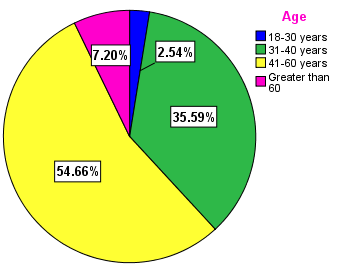 Age
18-30 years
31-40 years
41-60 years
Greater than
60
7.20%
2.54%
35.59%
54.66%